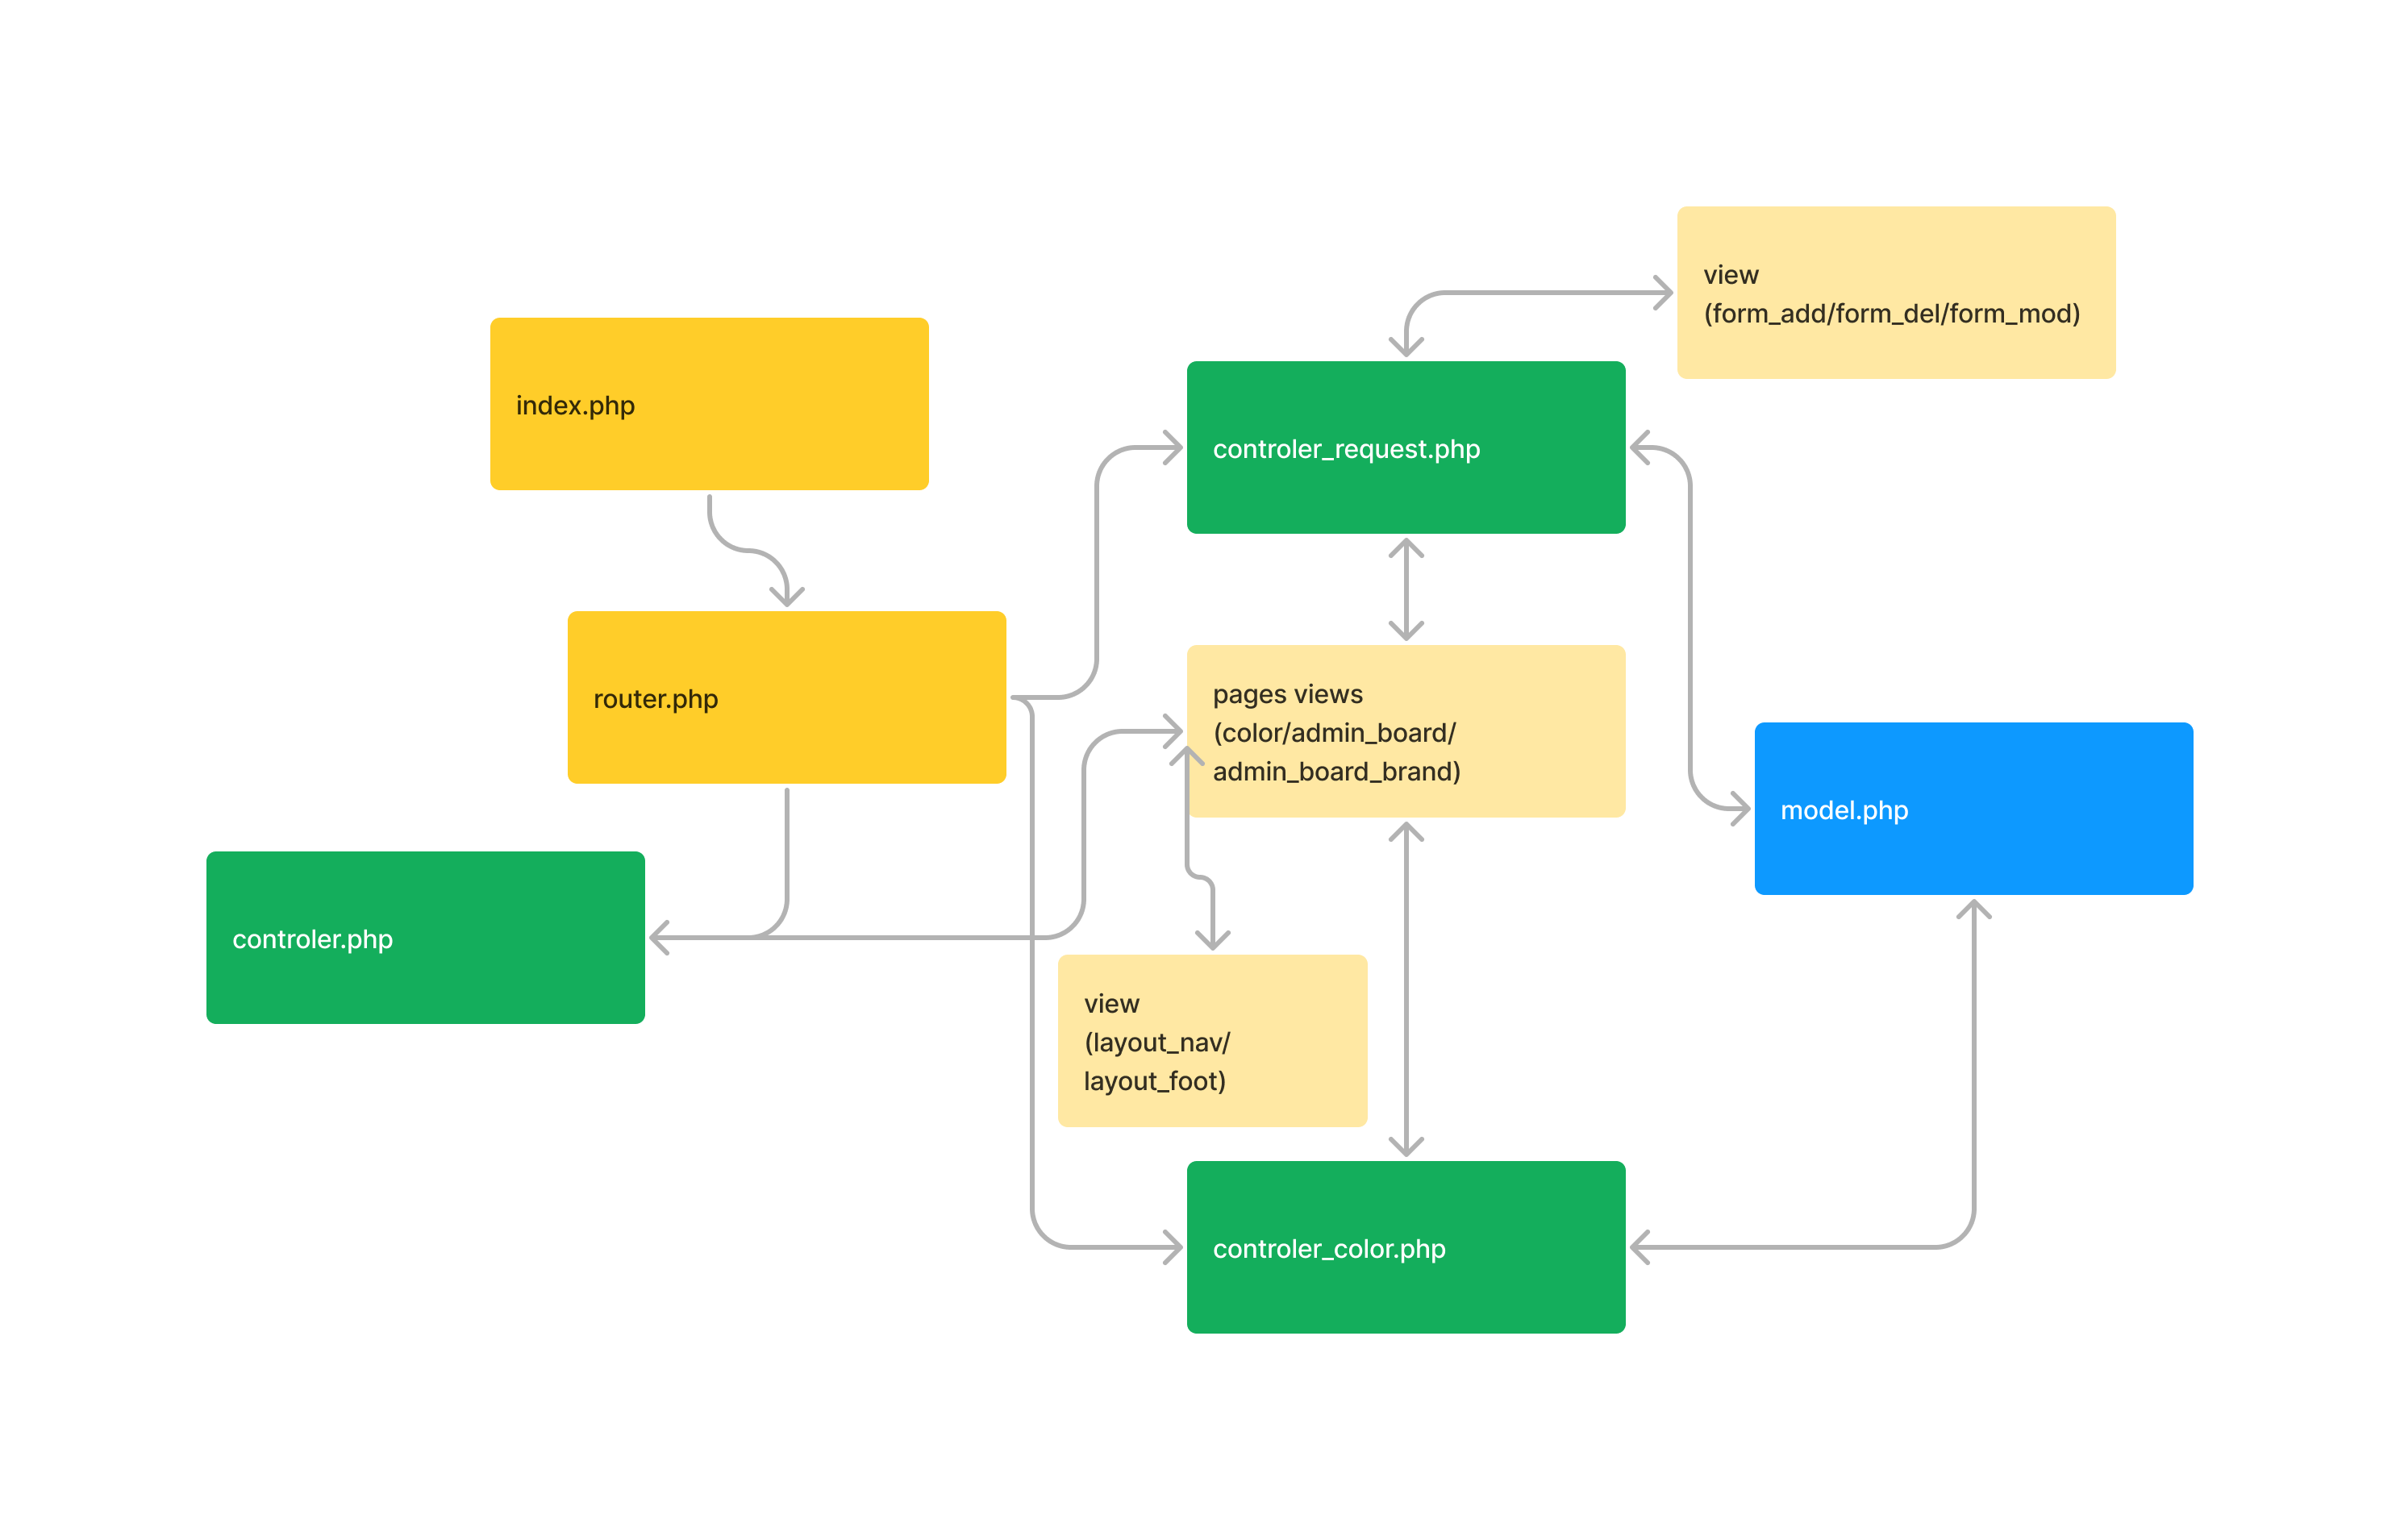 view
(form_add/form_del/form_mod)
index.php
controler_request.php
router.php
pages views
(color/admin_board/
admin_board_brand)
model.php
controler.php
view
(layout_nav/
layout_foot)
controler_color.php